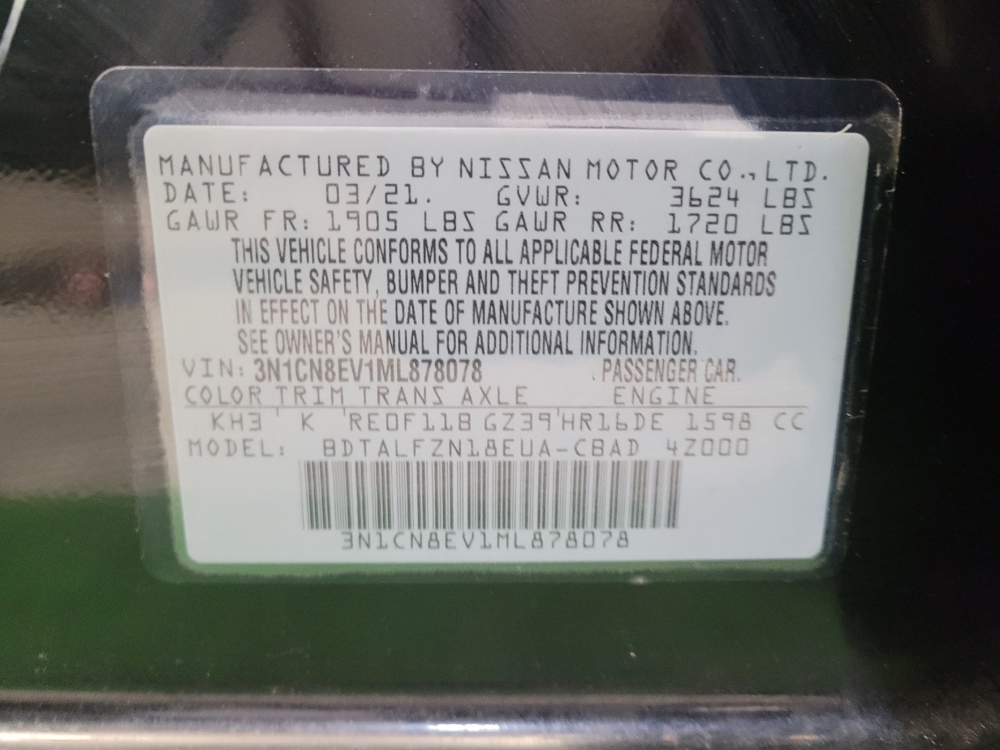 MANUFACTURED BY NISSAN MOTOR CO.,LTD.
DATE: 03/21. GVWR: 3624 LBS
GAWR FR: 1905 LBS GAWR RR: 1720 LBS
THIS VEHICLE CONFORMS TO ALL APPLICABLE FEDERAL MOTOR
VEHICLE SAFETY, BUMPER AND THEFT PREVENTION STANDARDS
IN EFFECT ON THE DATE OF MANUFACTURE SHOWN ABOVE.
SEE OWNER'S MANUAL FOR ADDITIONAL INFORMATION.
VIN: 3N1CN8EV1ML878078 .PASSENGER CAR.
COLOR TRIM TRANS AXLE ENGINE
KH3 K RE0F11B GZ39 HR16DE 1598 CC
MODEL: BDTALFZN18EUA-CBAD 4Z000
3N1CN8EV1ML878078